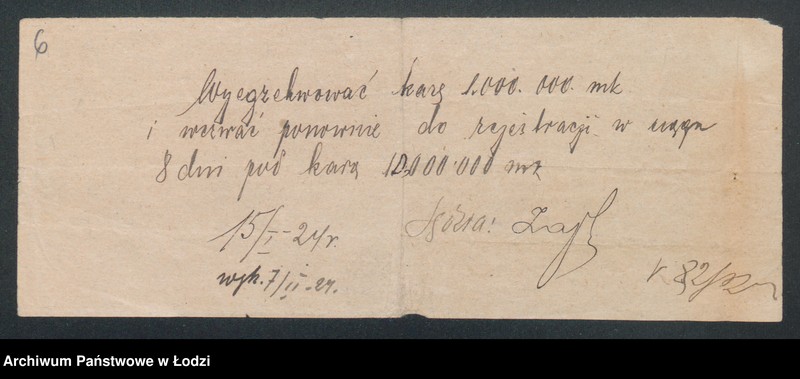 6
Wyegzekwować karę 1.000.000. mk
i wezwać ponownie do rejestracji w ciągu
8 dni pod karą 10.000.000 mk
15/I-24r.
wyk. 7/II-24.
Archiwum Państwowe w Łodzi